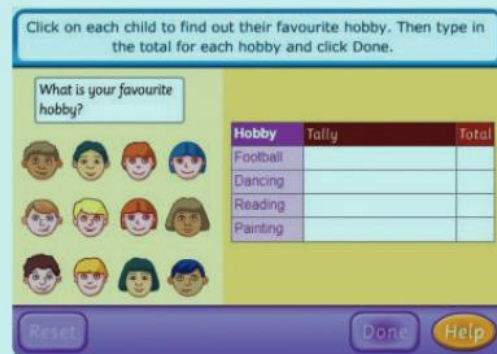 Click on each child to find out their favourite hobby. Then type in
the total for each hobby and click Done.
What is your favourite
hobby?
Hobby Tally Total
Football
Dancing
Reading
Painting
Reset Done Help